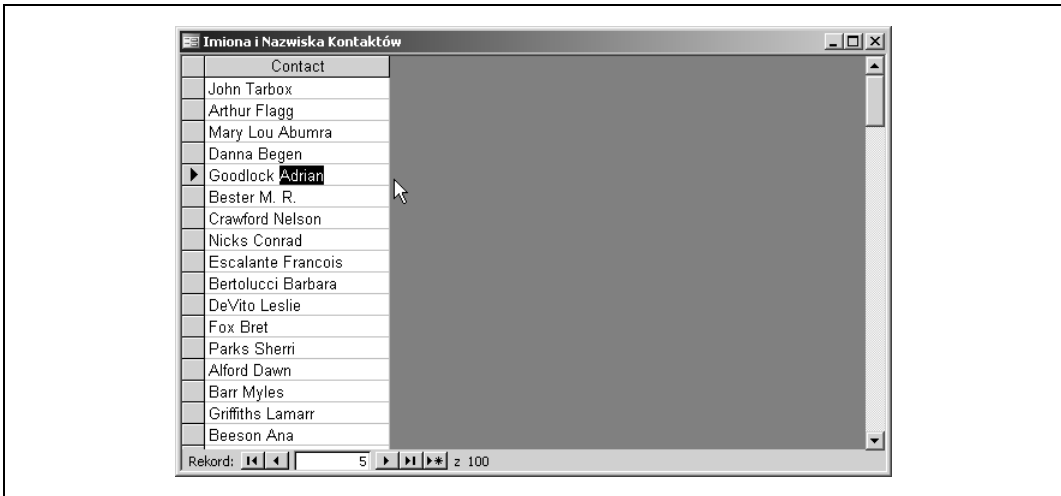 Imiona i Nazwiska Kontaktów
Contact
John Tarbox
Arthur Flagg
Mary Lou Abumra
Danna Begen
Goodlock Adrian
Bester M. R.
Crawford Nelson
Nicks Conrad
Escalante Francois
Bertolucci Barbara
DeVito Leslie
Fox Bret
Parks Sherri
Alford Dawn
Barr Myles
Griffiths Lamarr
Beeson Ana
Rekord: 5 z 100